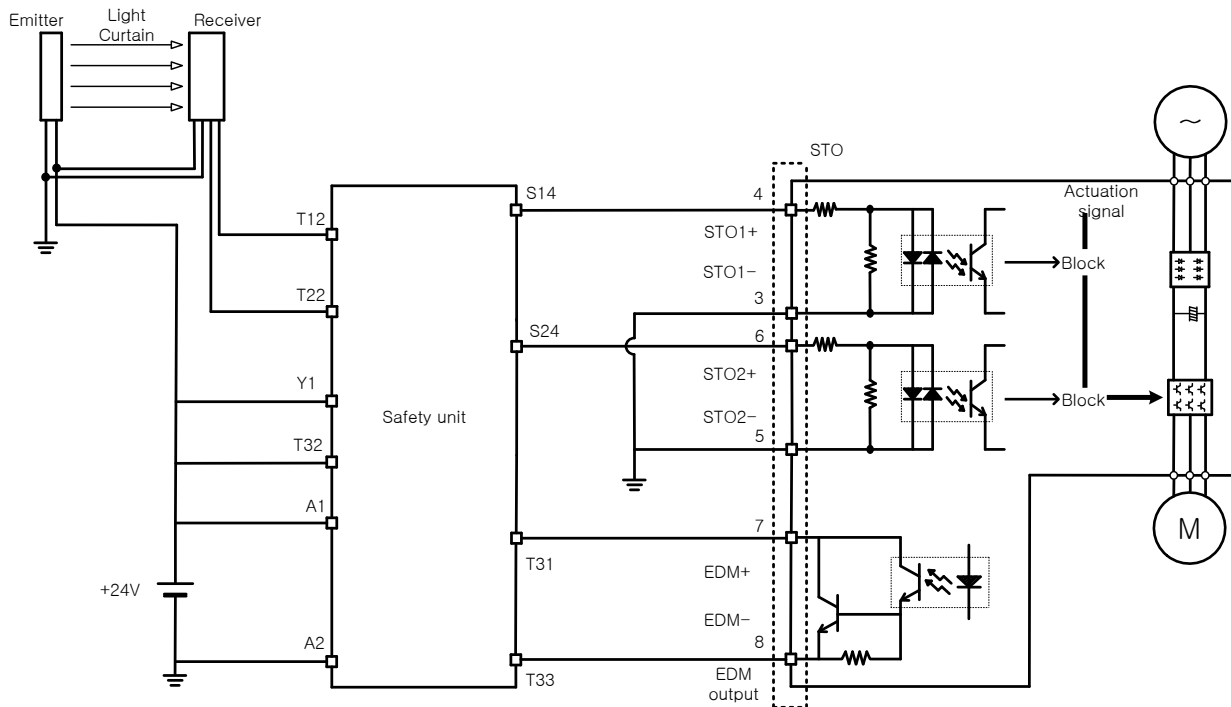 Emitter
Light
Curtain
Receiver
STO
S14
4
Actuation
signal
~
T12
STO1+
STO1-
Block
T22
3
S24
6
STO2+
STO2-
Block
Y1
Safety unit
T32
5
A1
7
M
T31
EDM+
+24V
EDM-
A2
8
T33
EDM
output